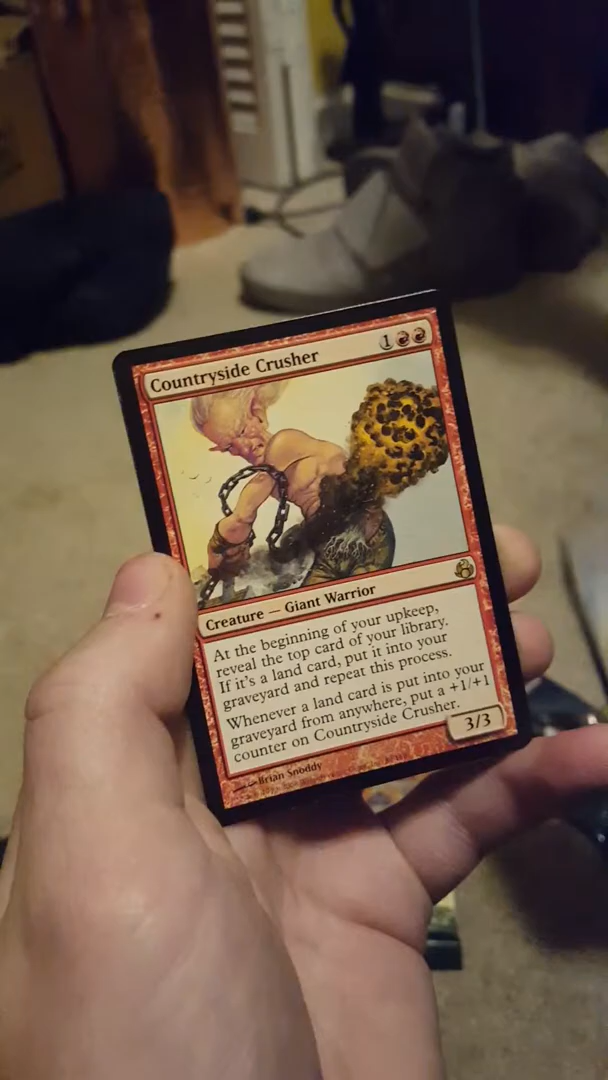 Countryside Crusher
1
Creature — Giant Warrior
At the beginning of your upkeep,
reveal the top card of your library.
If it's a land card, put it into your
graveyard and repeat this process.
Whenever a land card is put into your
graveyard from anywhere, put a +1/+1
counter on Countryside Crusher.
3/3
Brian Snoddy